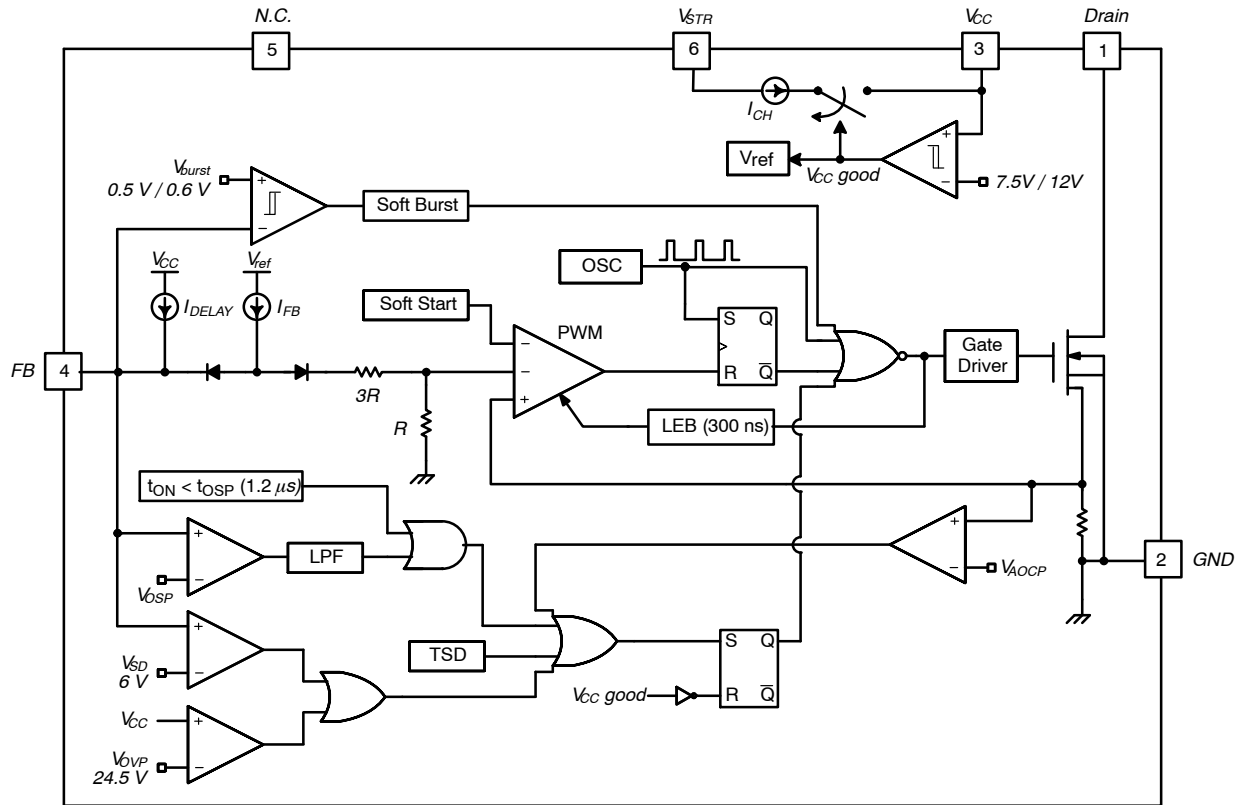 N.C.
5
VSTR
6
VCC
3
Drain
1
ICH
Vref
VCC good
+
−
7.5V / 12V
Vburst
0.5 V / 0.6 V
+
−
Soft Burst
OSC
VCC
Vref
IDELAY
IFB
Soft Start
PWM
−
−
+
S Q
R Q̅
Gate
Driver
FB
4
3R
R
LEB (300 ns)
tON < tOSP (1.2 μs)
+
−
VOSP
LPF
+
−
VAOCP
2
GND
+
−
VSD
6 V
TSD
S Q
R Q̅
VCC good
VCC
+
−
VOVP
24.5 V